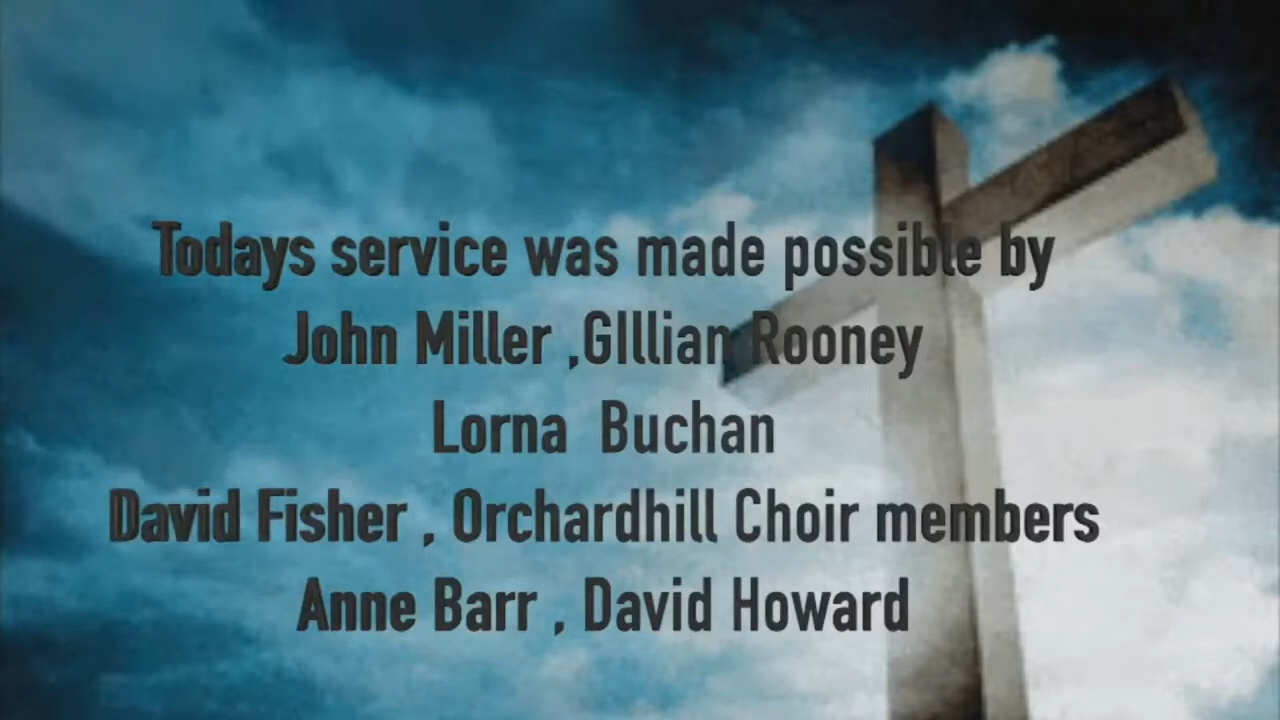 Todays service was made possible by
John Miller ,GIllian Rooney
Lorna  Buchan
David Fisher , Orchardhill Choir members
Anne Barr , David Howard